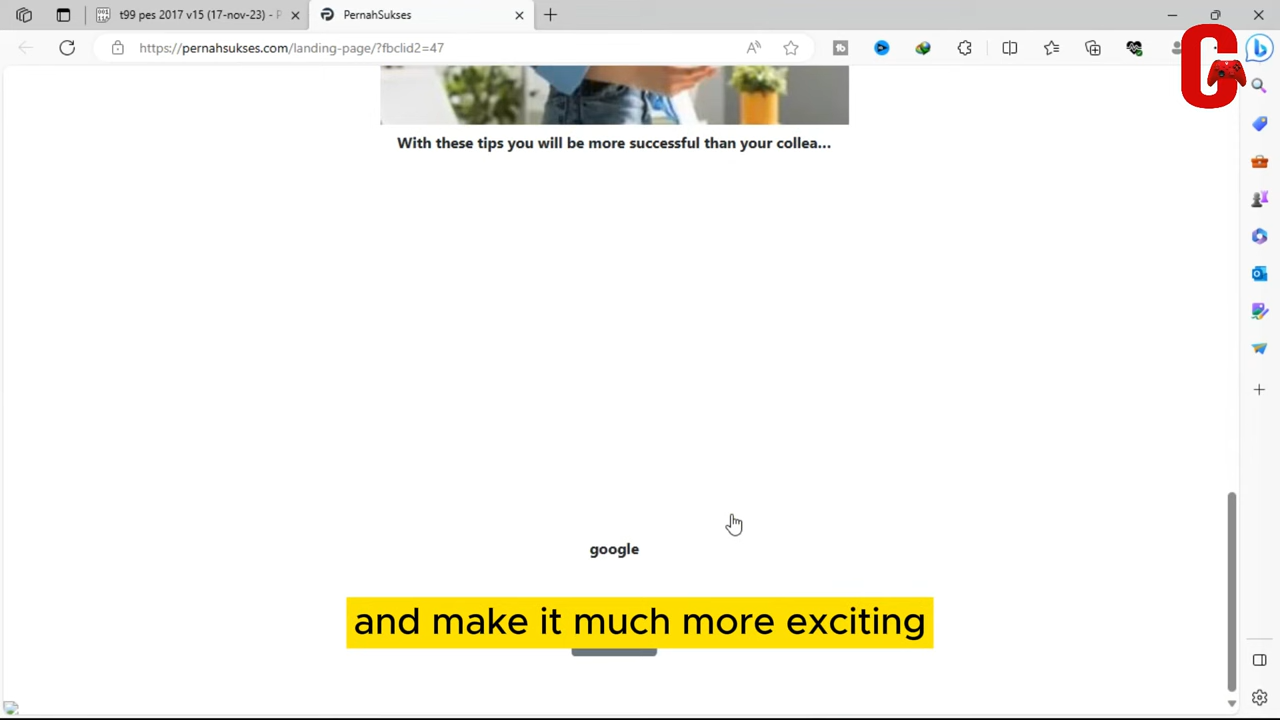 t99 pes 2017 v15 (17-nov-23) - P
PernahSukses
https://pernahsukses.com/landing-page/?fbclid2=47
With these tips you will be more successful than your collea...
google
and make it much more exciting